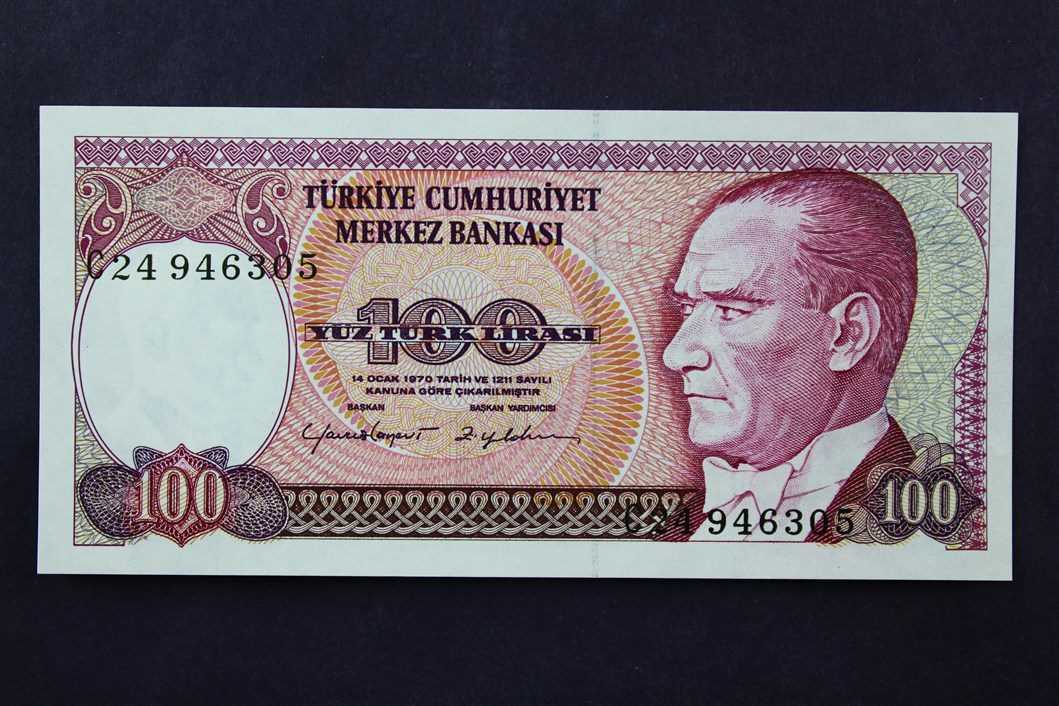 TÜRKİYE CUMHURİYET
MERKEZ BANKASI
C24 946305
100
YÜZ TÜRK LİRASI
14 OCAK 1970 TARİH VE 1211 SAYILI
KANUNA GÖRE ÇIKARILMIŞTIR
BAŞKAN BAŞKAN YARDIMCISI
100
C24 946305
100